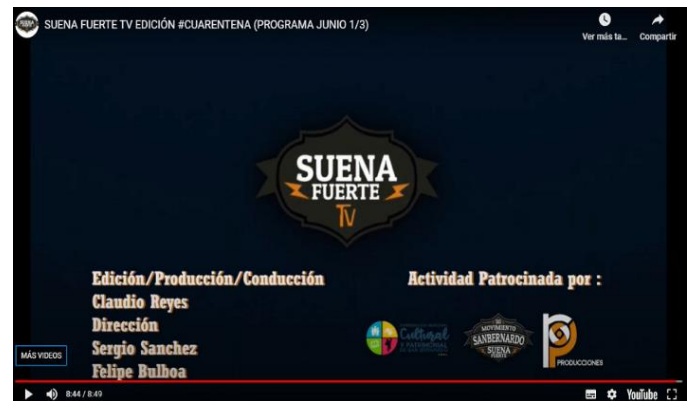 SUENA FUERTE TV EDICIÓN #CUARENTENA (PROGRAMA JUNIO 1/3)
Ver más ta...
Compartir
SUENA
FUERTE
TV
Edición/Producción/Conducción
Claudio Reyes
Dirección
Sergio Sanchez
Felipe Bulboa
Actividad Patrocinada por :
Cultural
Y PATRIMONIAL
MOVIMIENTO
SANBERNARDO
SUENA
FUERTE
PRODUCCIONES
MÁS VIDEOS
8:44 / 8:49
YouTube